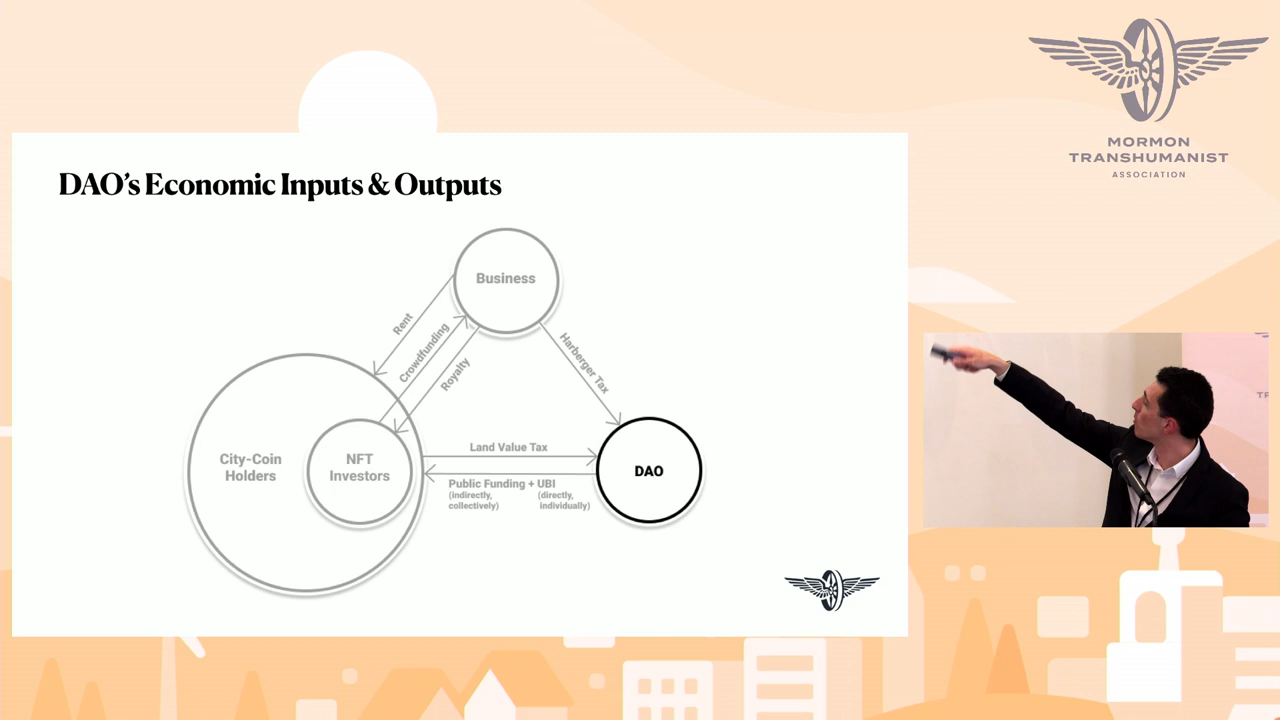 MORMON
TRANSHUMANIST
ASSOCIATION
DAO's Economic Inputs & Outputs
Business
Rent
Crowdfunding
Royalty
Harberger Tax
City-Coin
Holders
NFT
Investors
Land Value Tax
Public Funding + UBI
(indirectly,
collectively)
(directly,
individually)
DAO